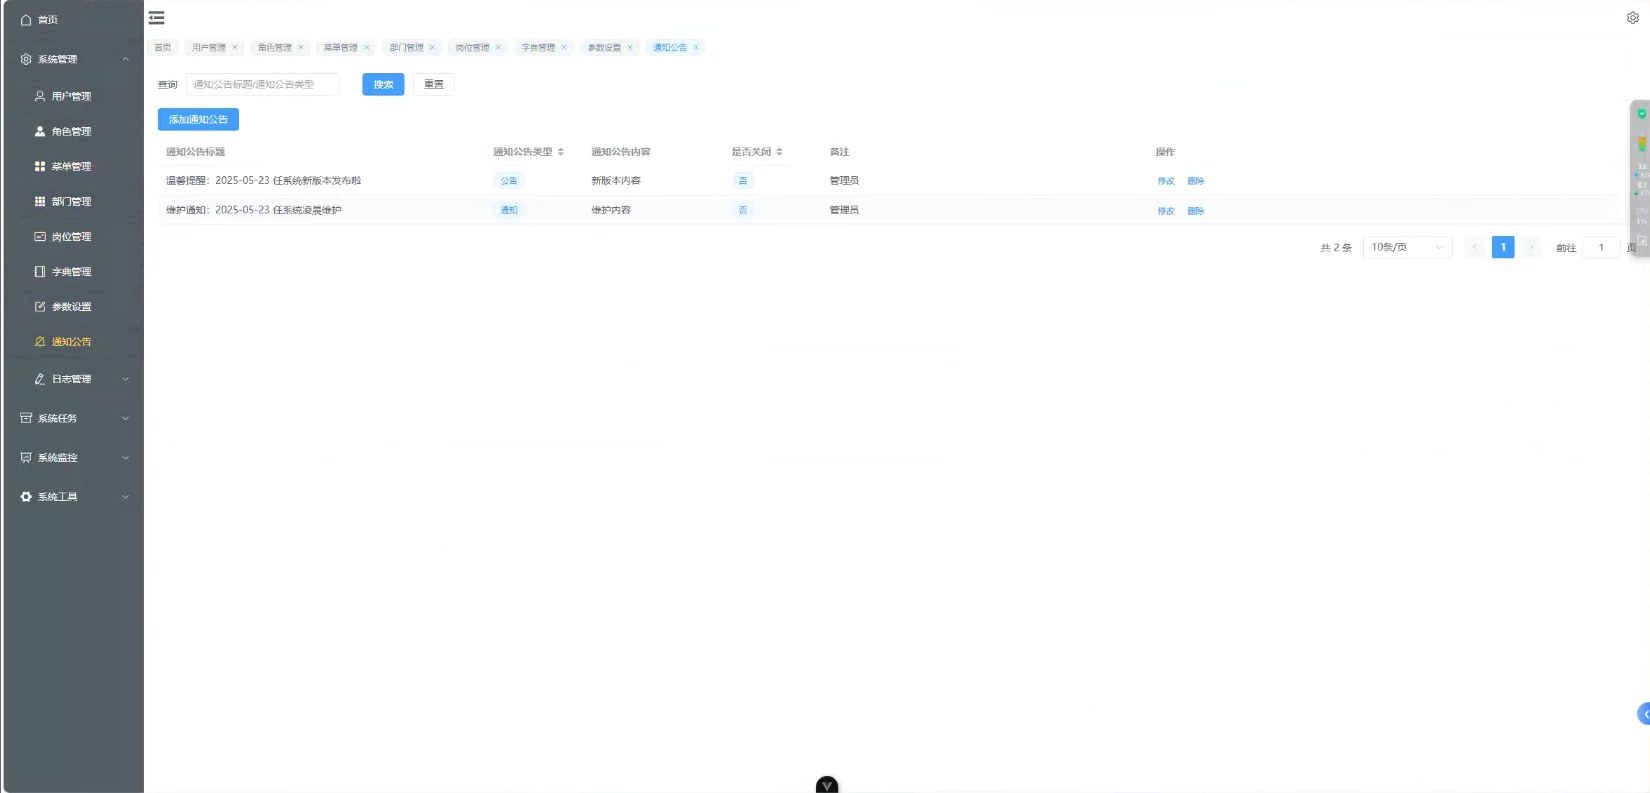 首页
系统管理
用户管理
角色管理
菜单管理
部门管理
岗位管理
字典管理
参数设置
通知公告
日志管理
系统任务
系统监控
系统工具
首页 用户管理 × 角色管理 × 菜单管理 × 部门管理 × 岗位管理 × 字典管理 × 参数设置 × 通知公告 ×
查询 通知公告标题/通知公告类型 搜索 重置
添加通知公告
通知公告标题 通知公告类型 通知公告内容 是否关闭 备注 操作
温馨提醒：2025-05-23 任系统新版本发布啦 公告 新版本内容 否 管理员 修改 删除
维护通知：2025-05-23 任系统凌晨维护 通知 维护内容 否 管理员 修改 删除
共 2 条 10条/页 1 前往 1 页